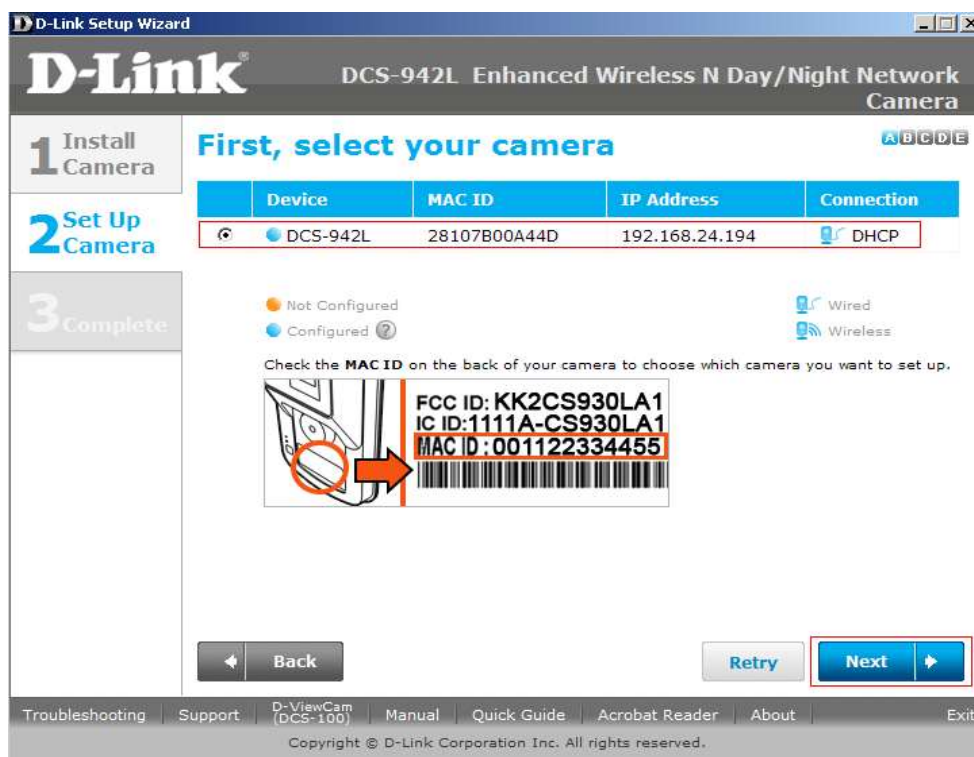 D-Link Setup Wizard
D-Link®
DCS-942L Enhanced Wireless N Day/Night Network
Camera
1 Install
Camera
2 Set Up
Camera
3 Complete
First, select your camera
A B C D E
Device MAC ID IP Address Connection
DCS-942L 28107B00A44D 192.168.24.194 DHCP
Not Configured
Wired
Configured ?
Wireless
Check the MAC ID on the back of your camera to choose which camera you want to set up.
FCC ID: KK2CS930LA1
IC ID:1111A-CS930LA1
MAC ID : 001122334455
Back
Retry
Next
Troubleshooting Support D-ViewCam
(DCS-100) Manual Quick Guide Acrobat Reader About Exit
Copyright © D-Link Corporation Inc. All rights reserved.